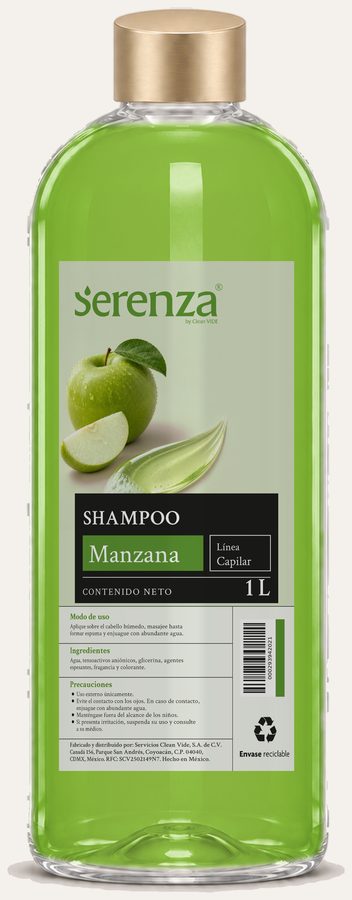 Serenza®
by Clean VIDE
SHAMPOO
Manzana
Línea
Capilar
CONTENIDO NETO
1 L
Modo de uso
Aplique sobre el cabello húmedo, masajee hasta
formar espuma y enjuague con abundante agua.
Ingredientes
Agua, tensoactivos aniónicos, glicerina, agentes
espesantes, fragancia y colorante.
Precauciones
• Uso externo únicamente.
• Evite el contacto con los ojos. En caso de contacto,
enjuague con abundante agua.
• Manténgase fuera del alcance de los niños.
• Si presenta irritación, suspenda su uso y consulte
a su médico.
Fabricado y distribuido por: Servicios Clean Vide, S.A. de C.V.
Canadá 156, Parque San Andrés, Coyoacán, C.P. 04040,
CDMX, México. RFC: SCV2502149N7. Hecho en México.
000293942021
Envase reciclable